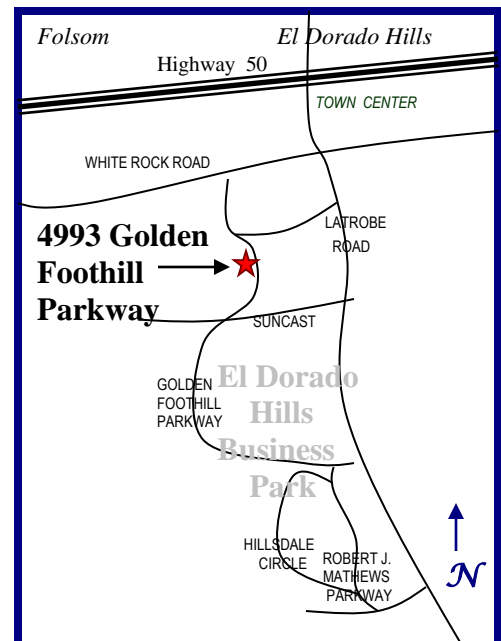 Folsom
El Dorado Hills
Highway 50
TOWN CENTER
WHITE ROCK ROAD
LATROBE
ROAD
4993 Golden
Foothill
Parkway
SUNCAST
GOLDEN
FOOTHILL
PARKWAY
El Dorado
Hills
Business
Park
HILLSDALE
CIRCLE
ROBERT J.
MATHEWS
PARKWAY
N